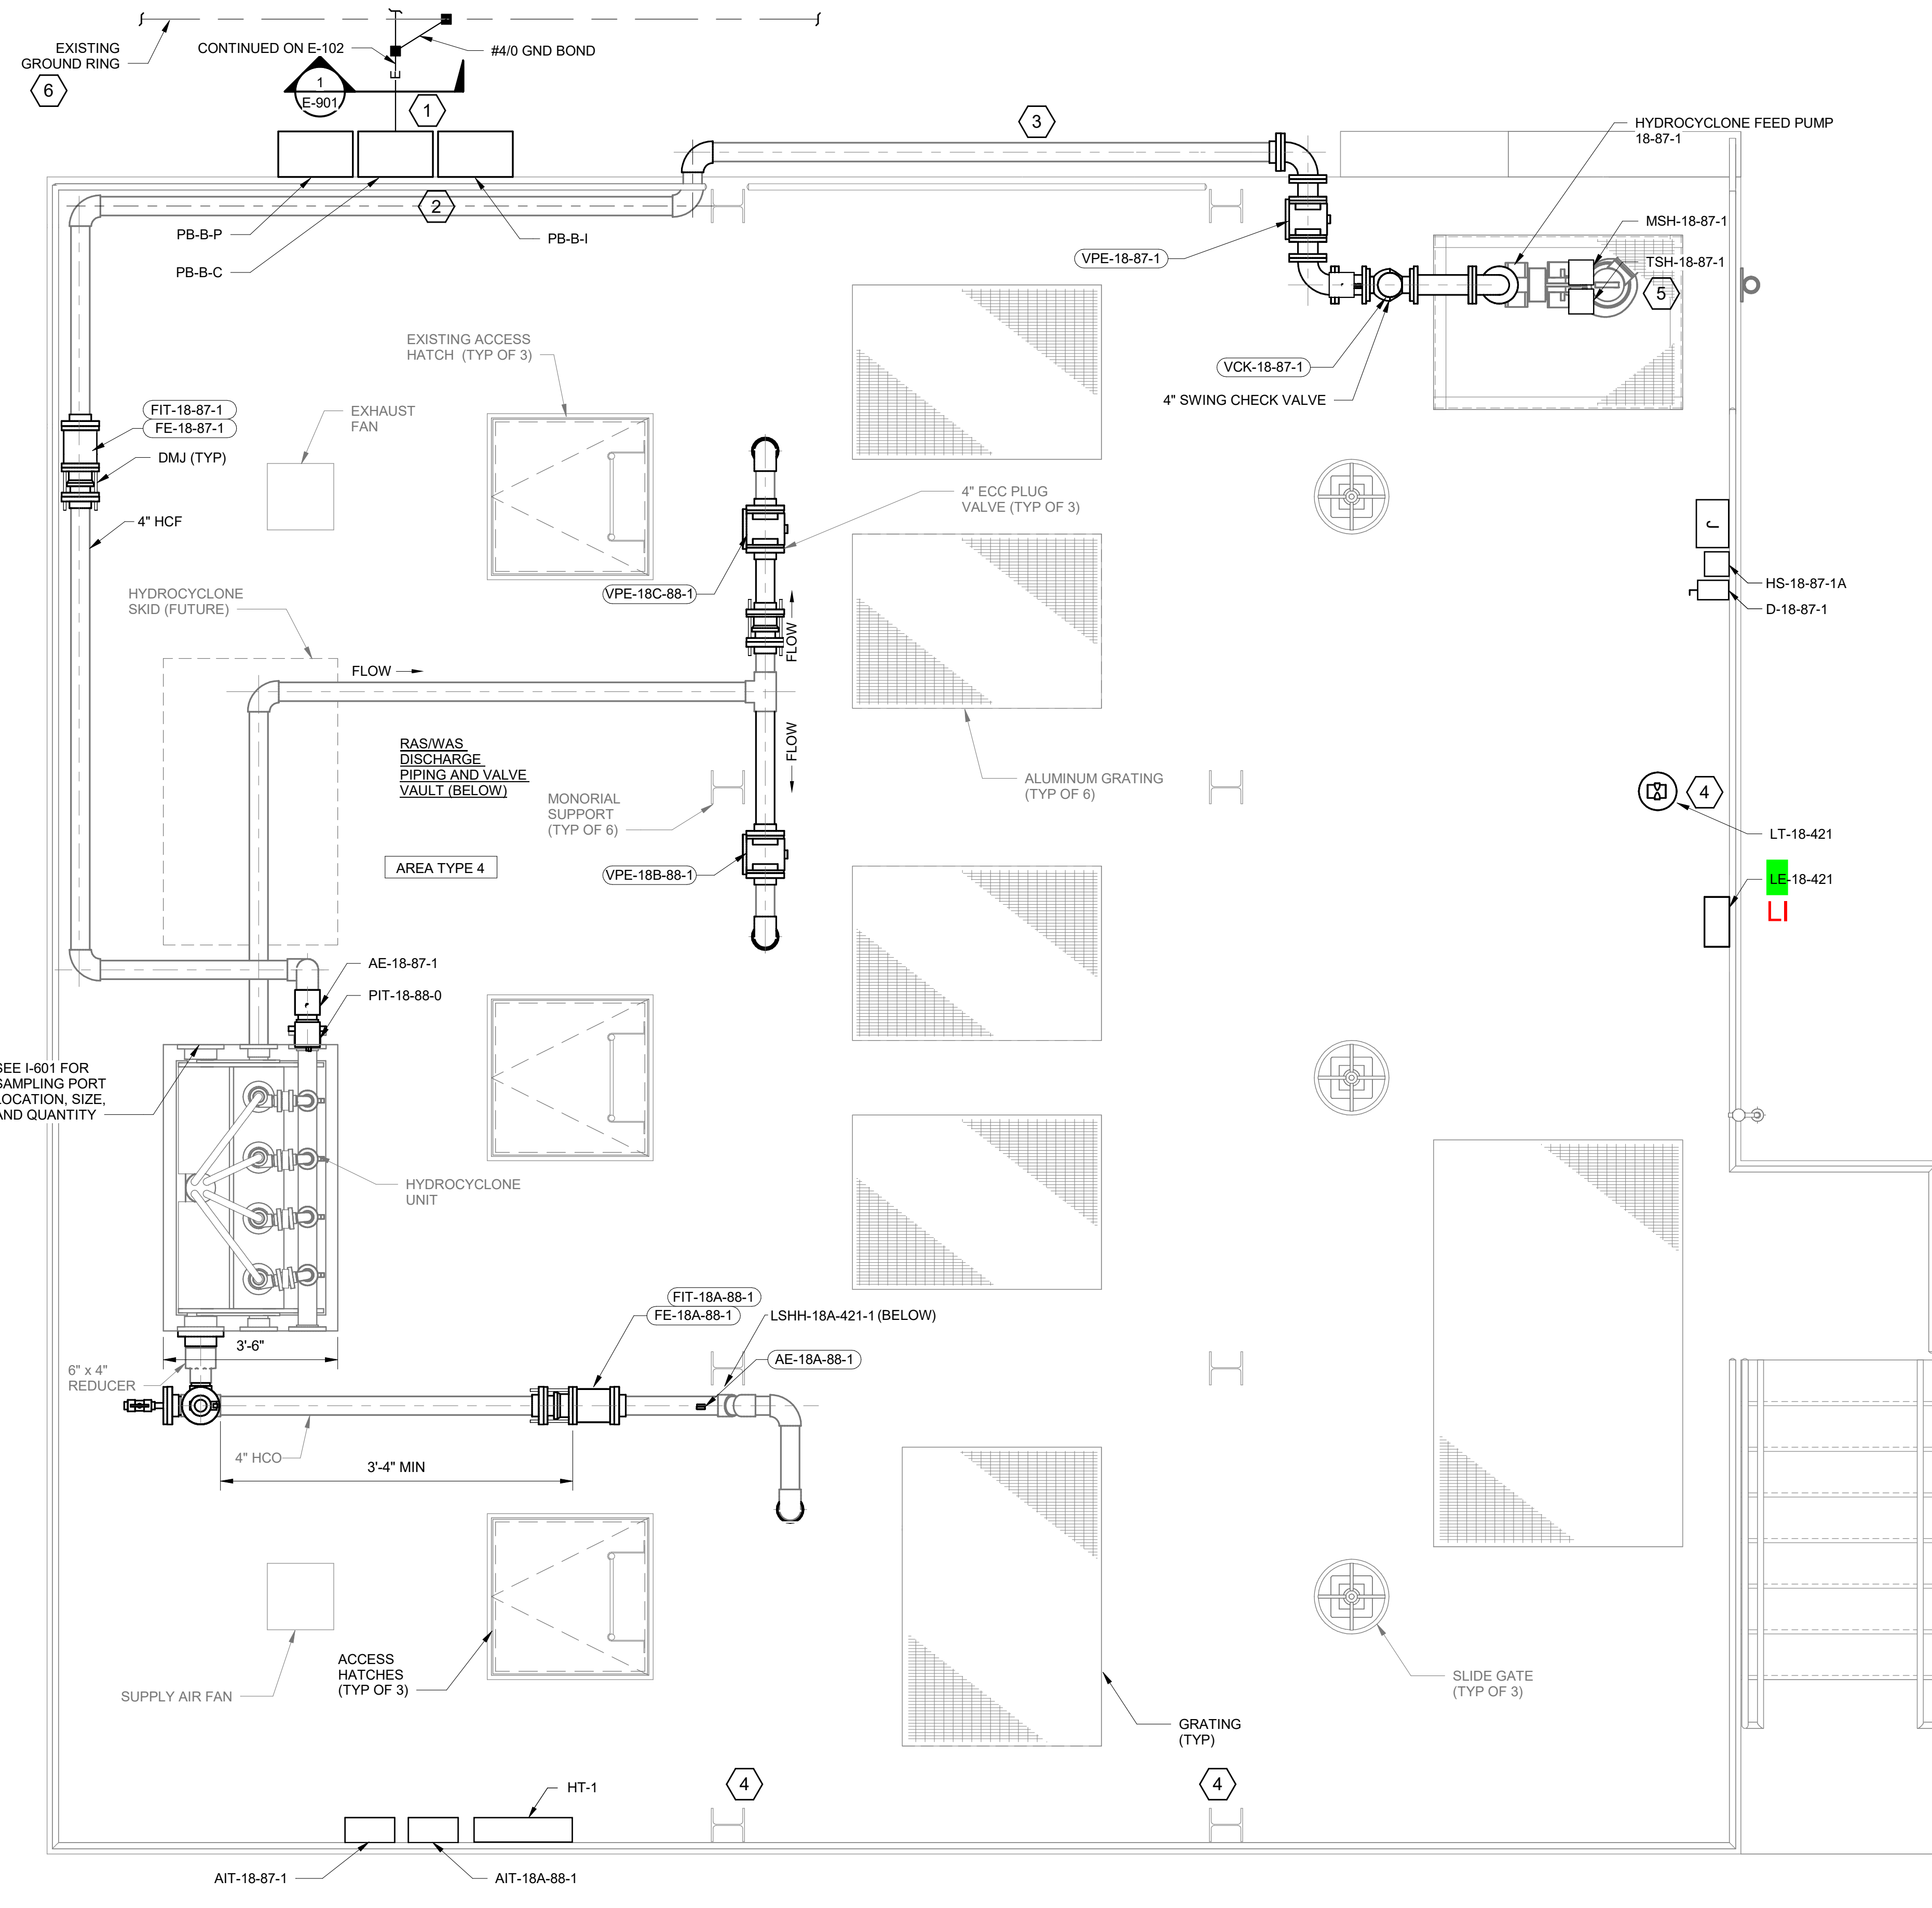 EXISTING
GROUND RING
6
CONTINUED ON E-102
#4/0 GND BOND
1
E-901
1
3
HYDROCYCLONE FEED PUMP
18-87-1
2
PB-B-P
PB-B-C
PB-B-I
MSH-18-87-1
TSH-18-87-1
5
VPE-18-87-1
VCK-18-87-1
4" SWING CHECK VALVE
EXISTING ACCESS
HATCH (TYP OF 3)
EXHAUST
FAN
FIT-18-87-1
FE-18-87-1
DMJ (TYP)
4" HCF
4" ECC PLUG
VALVE (TYP OF 3)
J
HS-18-87-1A
D-18-87-1
HYDROCYCLONE
SKID (FUTURE)
VPE-18C-88-1
FLOW
FLOW
FLOW
RAS/WAS
DISCHARGE
PIPING AND VALVE
VAULT (BELOW)
MONORIAL
SUPPORT
(TYP OF 6)
ALUMINUM GRATING
(TYP OF 6)
4
LT-18-421
LE-18-421
LI
AREA TYPE 4
VPE-18B-88-1
AE-18-87-1
PIT-18-88-0
SEE I-601 FOR
SAMPLING PORT
LOCATION, SIZE,
AND QUANTITY
HYDROCYCLONE
UNIT
FIT-18A-88-1
FE-18A-88-1
LSHH-18A-421-1 (BELOW)
AE-18A-88-1
3'-6"
6" x 4"
REDUCER
4" HCO
3'-4" MIN
ACCESS
HATCHES
(TYP OF 3)
SUPPLY AIR FAN
SLIDE GATE
(TYP OF 3)
GRATING
(TYP)
HT-1
4
4
AIT-18-87-1
AIT-18A-88-1